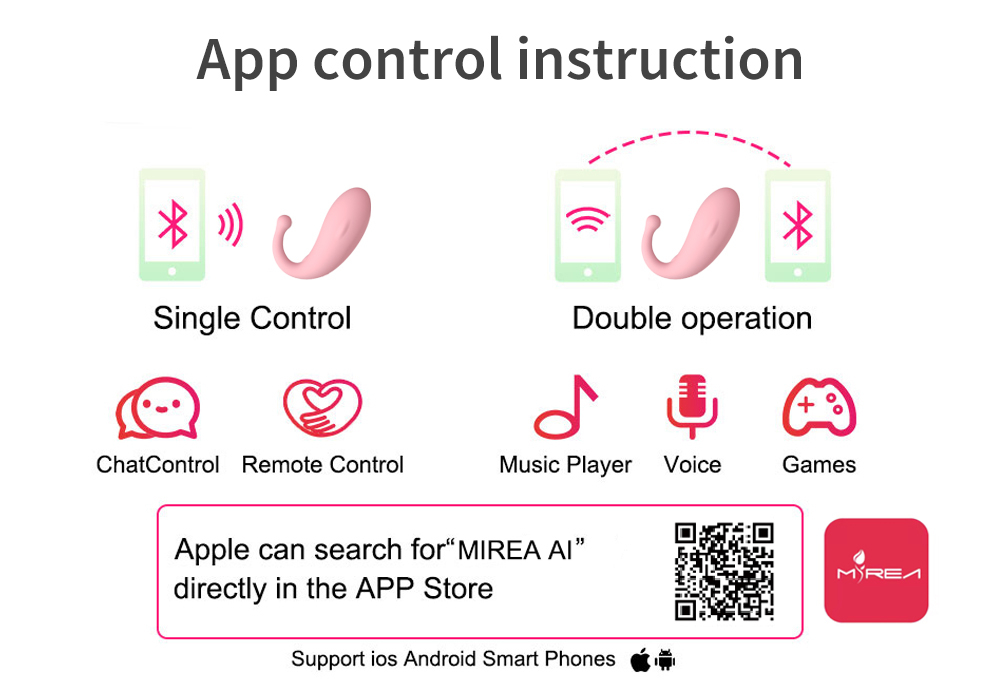 App control instruction
Single Control
Double operation
ChatControl
Remote Control
Music Player
Voice
Games
Apple can search for“MIREA AI”
directly in the APP Store
MIREA
Support ios Android Smart Phones